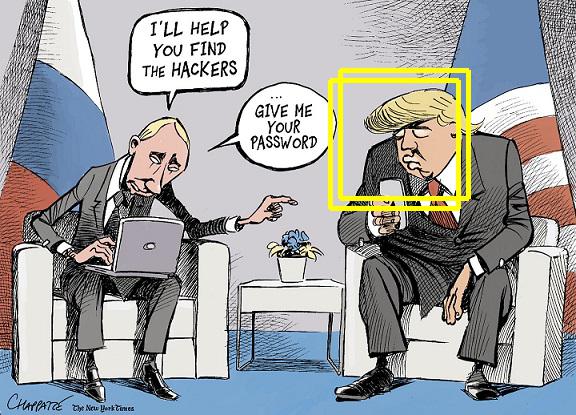 I'LL HELP
YOU FIND
THE HACKERS
...
GIVE ME
YOUR
PASSWORD
CHAPPATTE
The New York Times